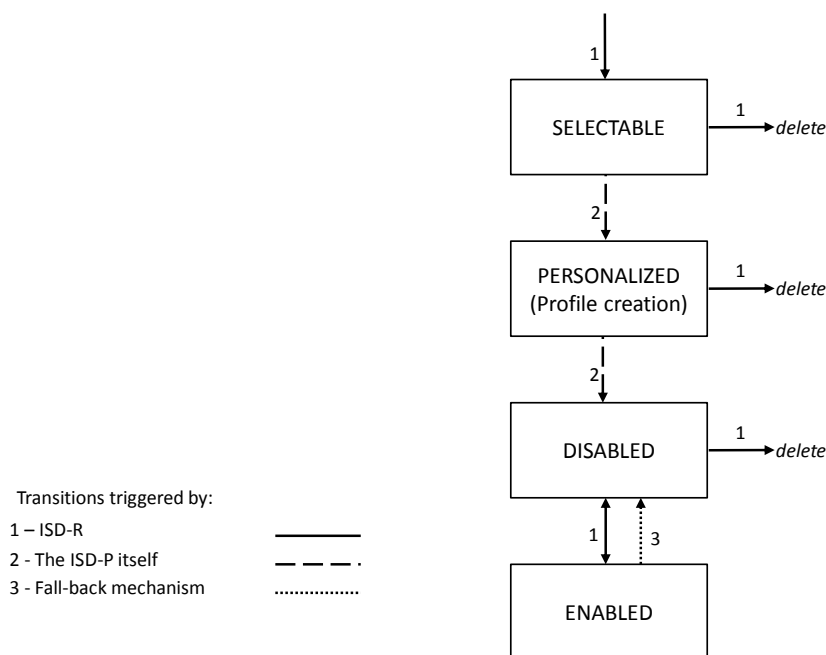 1
SELECTABLE
1
delete
2
PERSONALIZED
(Profile creation)
1
delete
2
DISABLED
1
delete
Transitions triggered by:
1 – ISD-R
2 - The ISD-P itself
3 - Fall-back mechanism
1
3
ENABLED